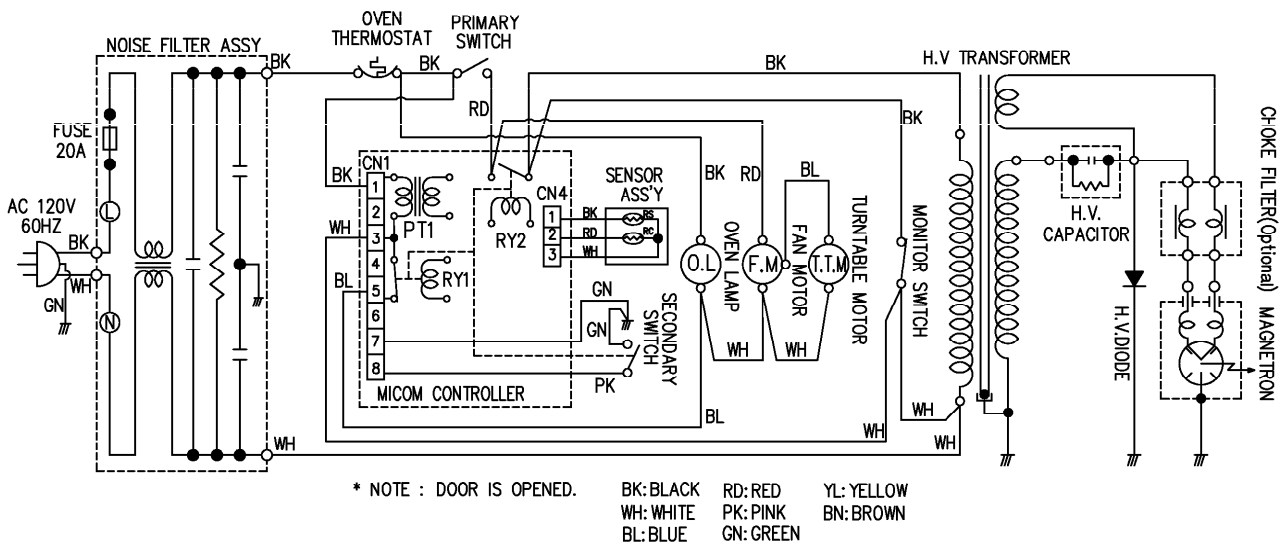 OVEN
THERMOSTAT
PRIMARY
SWITCH
NOISE FILTER ASSY
BK
BK
BK
H.V TRANSFORMER
RD
BK
FUSE
20A
CN1
BK
1
2
3
4
5
6
7
8
PT1
WH
BL
RY1
RY2
CN4
1
2
3
SENSOR
ASS'Y
BK
RD
WH
RS
RC
BK
RD
BL
O.L
OVEN LAMP
F.M
FAN MOTOR
T.T.M
TURNTABLE MOTOR
MONITOR SWITCH
H.V.
CAPACITOR
CHOKE FILTER(Optional)
MAGNETRON
H.V.DIODE
AC 120V
60HZ
L
BK
WH
GN
N
GN
GN
SECONDARY
SWITCH
PK
WH
WH
MICOM CONTROLLER
BL
WH
WH
WH
WH
* NOTE : DOOR IS OPENED.
BK:BLACK RD:RED YL:YELLOW
WH:WHITE PK:PINK BN:BROWN
BL:BLUE GN:GREEN